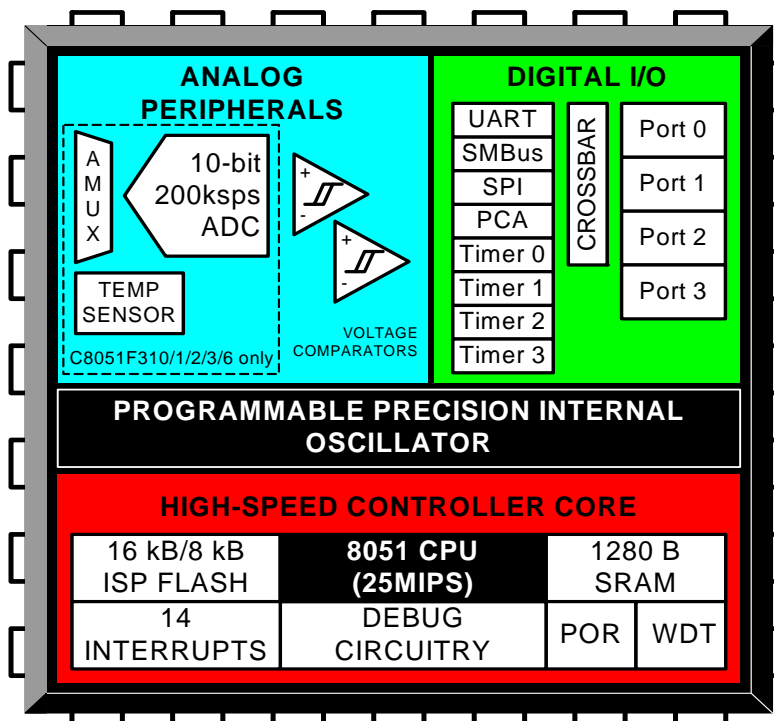 ANALOG
PERIPHERALS
A
M
U
X
10-bit
200ksps
ADC
+
-
+
-
TEMP
SENSOR
VOLTAGE
COMPARATORS
C8051F310/1/2/3/6 only
DIGITAL I/O
UART
SMBus
SPI
PCA
Timer 0
Timer 1
Timer 2
Timer 3
CROSSBAR
Port 0
Port 1
Port 2
Port 3
PROGRAMMABLE PRECISION INTERNAL
OSCILLATOR
HIGH-SPEED CONTROLLER CORE
16 kB/8 kB
ISP FLASH
8051 CPU
(25MIPS)
1280 B
SRAM
14
INTERRUPTS
DEBUG
CIRCUITRY
POR
WDT